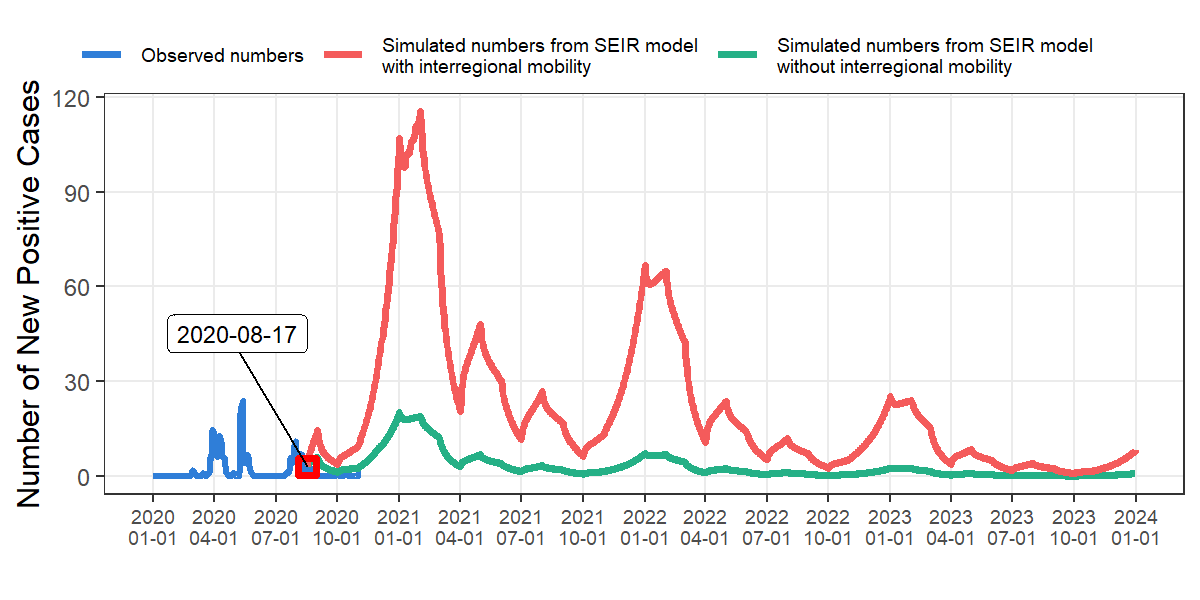 Observed numbers
Simulated numbers from SEIR model
with interregional mobility
Simulated numbers from SEIR model
without interregional mobility
Number of New Positive Cases
120
90
60
30
0
2020-08-17
2020 2020 2020 2020 2021 2021 2021 2021 2022 2022 2022 2022 2023 2023 2023 2023 2024
01-01 04-01 07-01 10-01 01-01 04-01 07-01 10-01 01-01 04-01 07-01 10-01 01-01 04-01 07-01 10-01 01-01